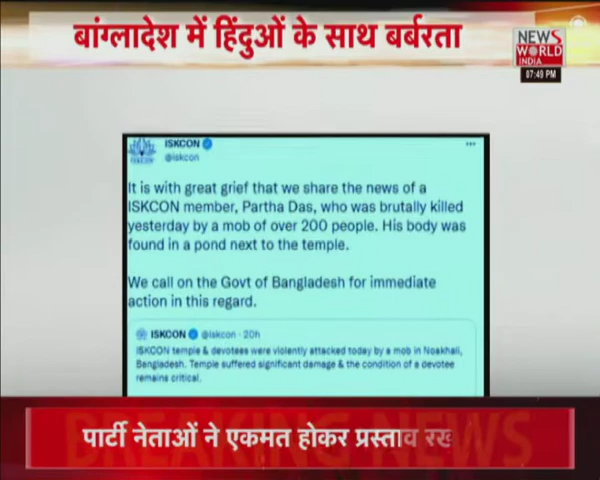 बांग्लादेश में हिंदुओं के साथ बर्बरता
NEWS
WORLD
INDIA
07:49 PM
ISKCON
@iskcon
It is with great grief that we share the news of a
ISKCON member, Partha Das, who was brutally killed
yesterday by a mob of over 200 people. His body was
found in a pond next to the temple.
We call on the Govt of Bangladesh for immediate
action in this regard.
ISKCON @iskcon · 20h
ISKCON temple & devotees were violently attacked today by a mob in Noakhali,
Bangladesh. Temple suffered significant damage & the condition of a devotee
remains critical.
पार्टी नेताओं ने एकमत होकर प्रस्ताव रख
BREAKING NEWS